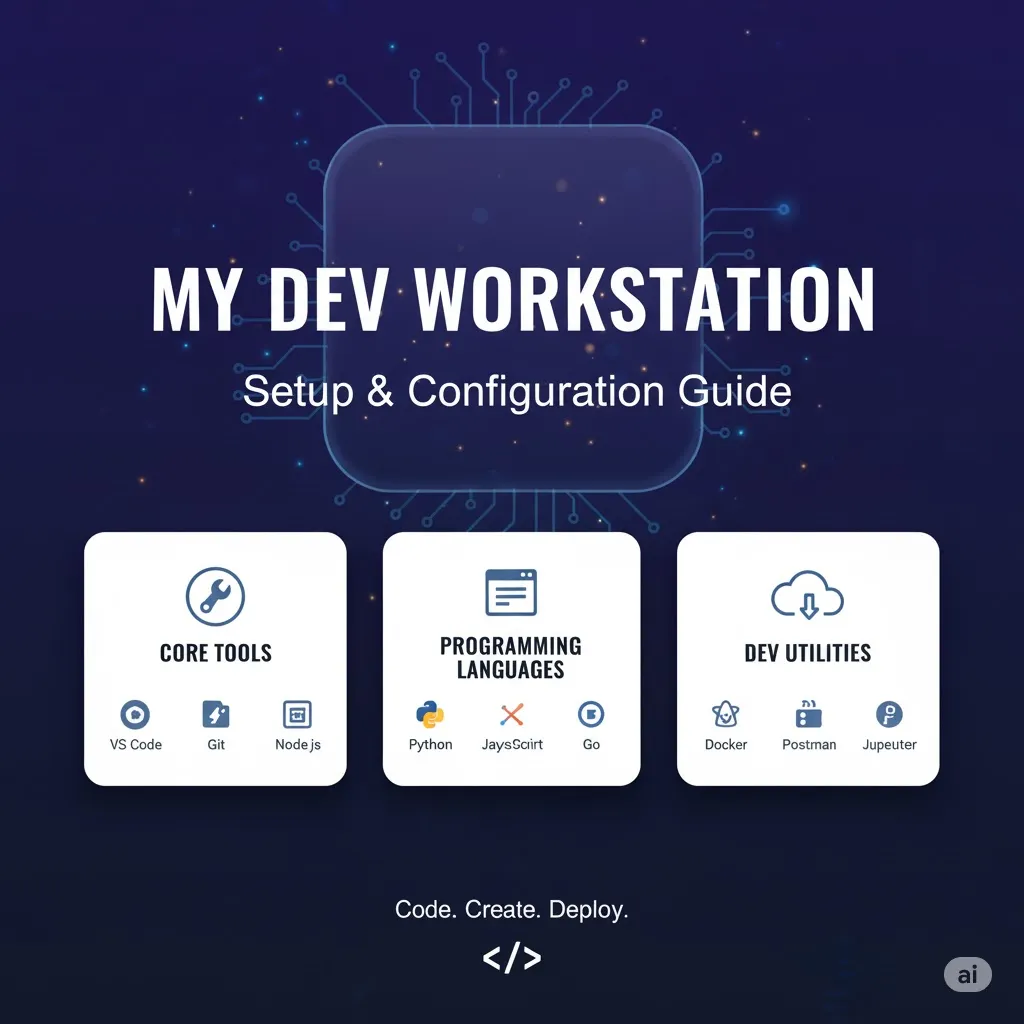 MY DEV WORKSTATION
Setup & Configuration Guide
CORE TOOLS
VS Code Git Node js
PROGRAMMING
LANGUAGES
Python JaysScirt Go
DEV UTILITIES
Docker Postman Jupeuter
Code. Create. Deploy.
</>
ai